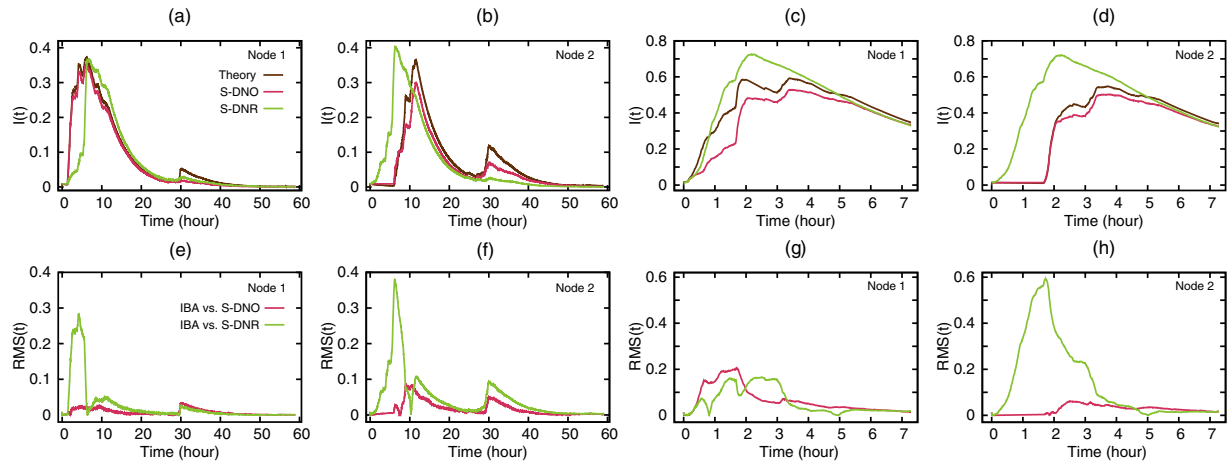 (a)
Node 1
Theory
S-DNO
S-DNR
I(t)
0.4
0.3
0.2
0.1
0
0 10 20 30 40 50 60
Time (hour)
(b)
Node 2
I(t)
0.4
0.3
0.2
0.1
0
0 10 20 30 40 50 60
Time (hour)
(c)
Node 1
I(t)
0.8
0.6
0.4
0.2
0
0 1 2 3 4 5 6 7
Time (hour)
(d)
Node 2
I(t)
0.8
0.6
0.4
0.2
0
0 1 2 3 4 5 6 7
Time (hour)
(e)
Node 1
IBA vs. S-DNO
IBA vs. S-DNR
RMS(t)
0.4
0.3
0.2
0.1
0
0 10 20 30 40 50 60
Time (hour)
(f)
Node 2
RMS(t)
0.4
0.3
0.2
0.1
0
0 10 20 30 40 50 60
Time (hour)
(g)
Node 1
RMS(t)
0.6
0.4
0.2
0
0 1 2 3 4 5 6 7
Time (hour)
(h)
Node 2
RMS(t)
0.6
0.4
0.2
0
0 1 2 3 4 5 6 7
Time (hour)